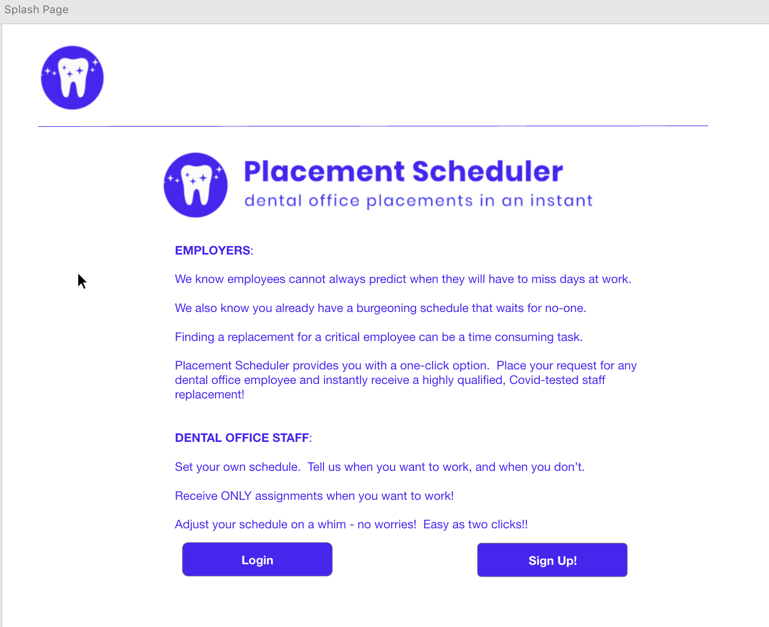 Splash Page
Placement Scheduler
dental office placements in an instant
EMPLOYERS:
We know employees cannot always predict when they will have to miss days at work.
We also know you already have a burgeoning schedule that waits for no-one.
Finding a replacement for a critical employee can be a time consuming task.
Placement Scheduler provides you with a one-click option.  Place your request for any
dental office employee and instantly receive a highly qualified, Covid-tested staff
replacement!
DENTAL OFFICE STAFF:
Set your own schedule.  Tell us when you want to work, and when you don't.
Receive ONLY assignments when you want to work!
Adjust your schedule on a whim - no worries!  Easy as two clicks!!
Login
Sign Up!